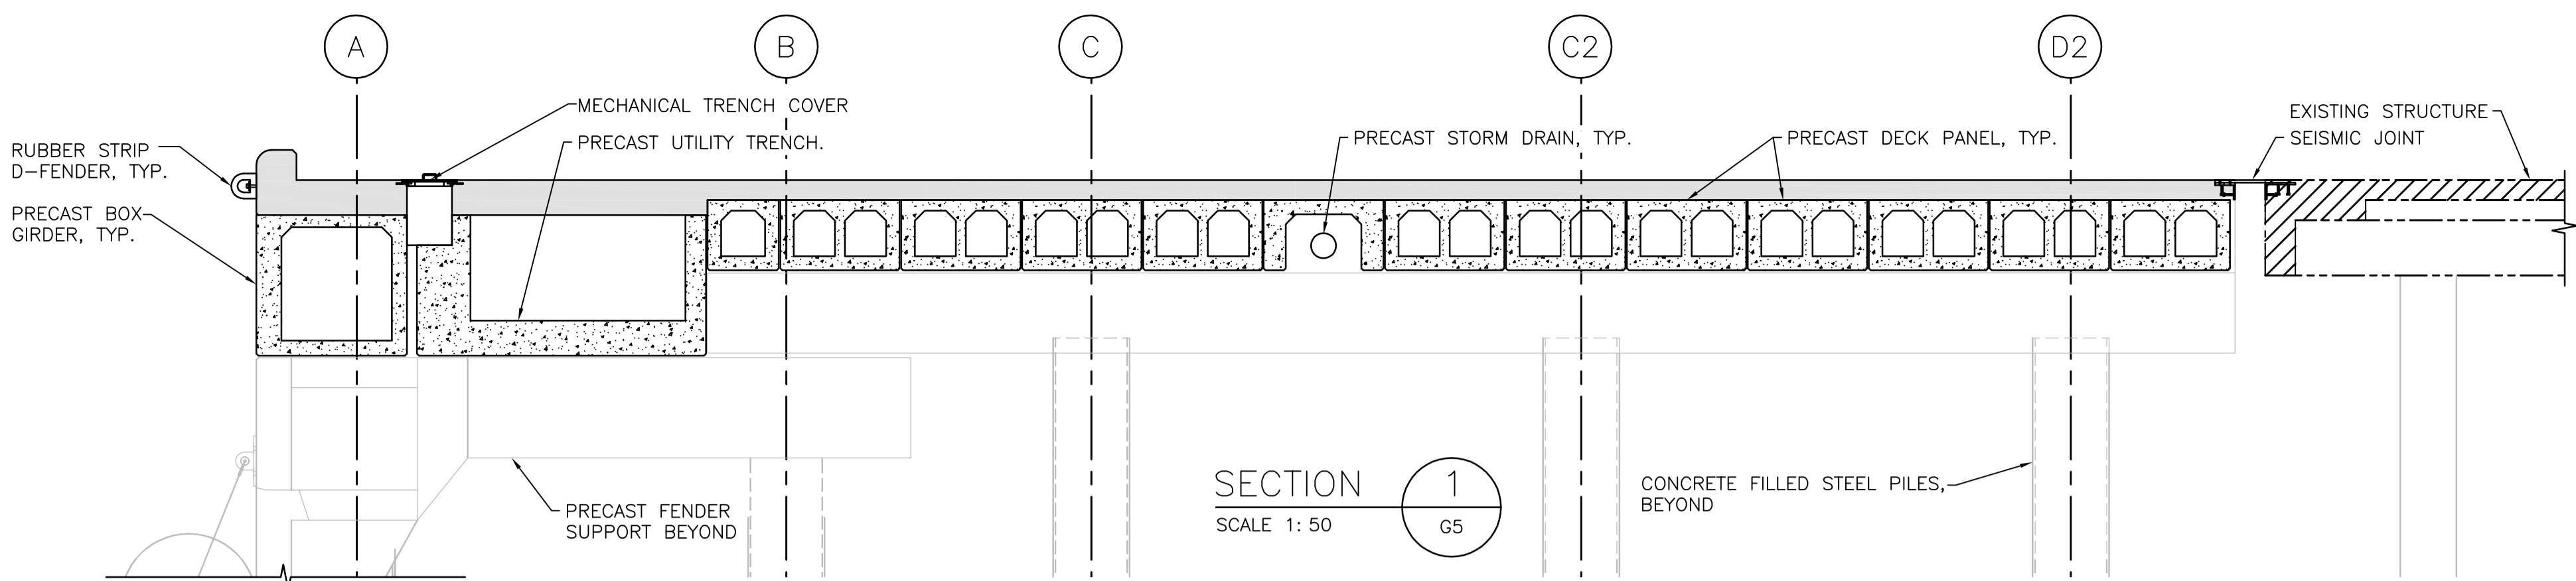 A
B
C
C2
D2
MECHANICAL TRENCH COVER
PRECAST UTILITY TRENCH.
PRECAST STORM DRAIN, TYP.
PRECAST DECK PANEL, TYP.
EXISTING STRUCTURE
SEISMIC JOINT
RUBBER STRIP
D-FENDER, TYP.
PRECAST BOX
GIRDER, TYP.
PRECAST FENDER
SUPPORT BEYOND
SECTION
1
SCALE 1:50
G5
CONCRETE FILLED STEEL PILES,
BEYOND